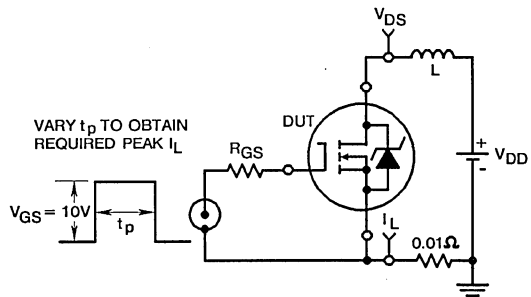 V_DS
L
DUT
VARY t_p TO OBTAIN
REQUIRED PEAK I_L
R_GS
+
V_DD
-
V_GS = 10V
t_p
I_L
0.01Ω